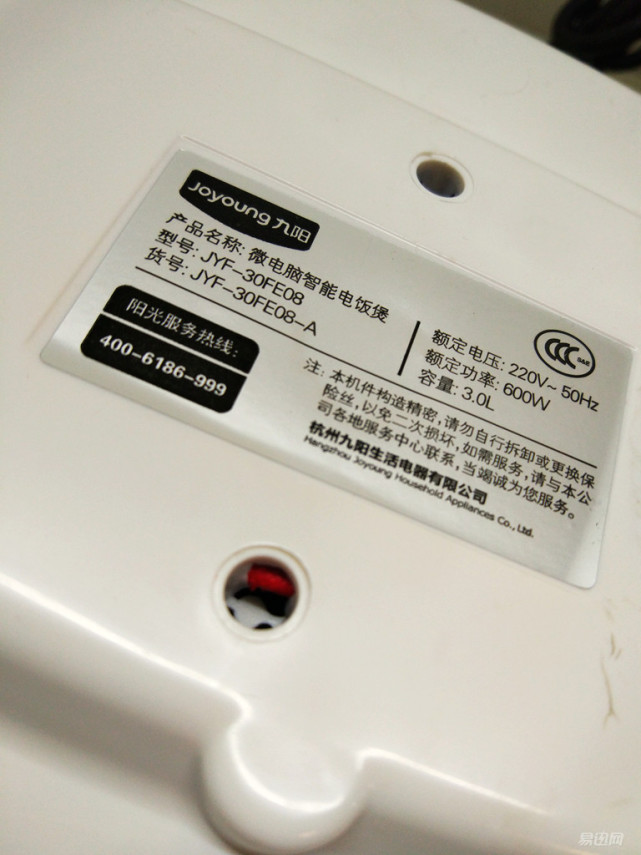 Joyoung 九阳
产品名称: 微电脑智能电饭煲
型号: JYF-30FE08
货号: JYF-30FE08-A
阳光服务热线:
400-6186-999
额定电压: 220V~ 50Hz
额定功率: 600W
容量: 3.0L
CCC S&E
注: 本机件构造精密,请勿自行拆卸或更换保
险丝,以免二次损坏,如需服务,请与本公
司各地服务中心联系,当竭诚为您服务。
杭州九阳生活电器有限公司
Hangzhou Joyoung Household Appliances Co., Ltd.
易迅网